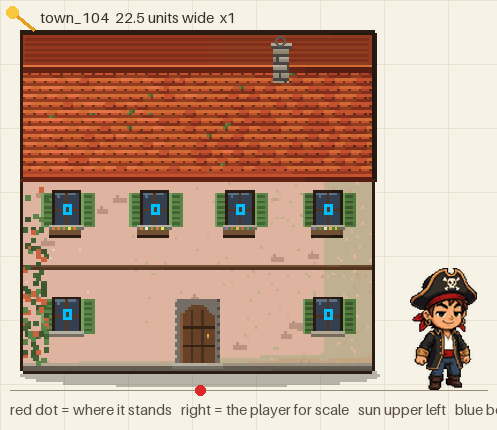 town_104 22.5 units wide x1
red dot = where it stands right = the player for scale sun upper left blue b